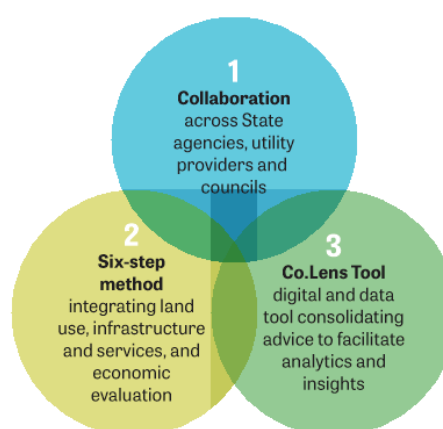 1
Collaboration
across State
agencies, utility
providers and
councils
2
Six-step
method
integrating land
use, infrastructure
and services, and
economic
evaluation
3
Co.Lens Tool
digital and data
tool consolidating
advice to facilitate
analytics and
insights